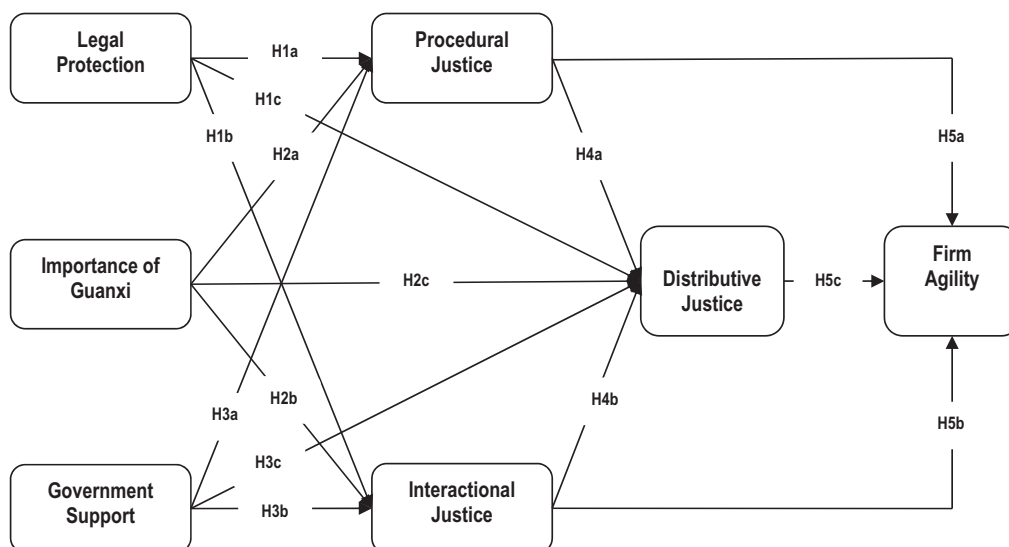 Legal
Protection
H1a
Procedural
Justice
H1c
H1b
H2a
H4a
H5a
Importance of
Guanxi
H2c
Distributive
Justice
H5c
Firm
Agility
H2b
H3a
H4b
H5b
H3c
Government
Support
H3b
Interactional
Justice